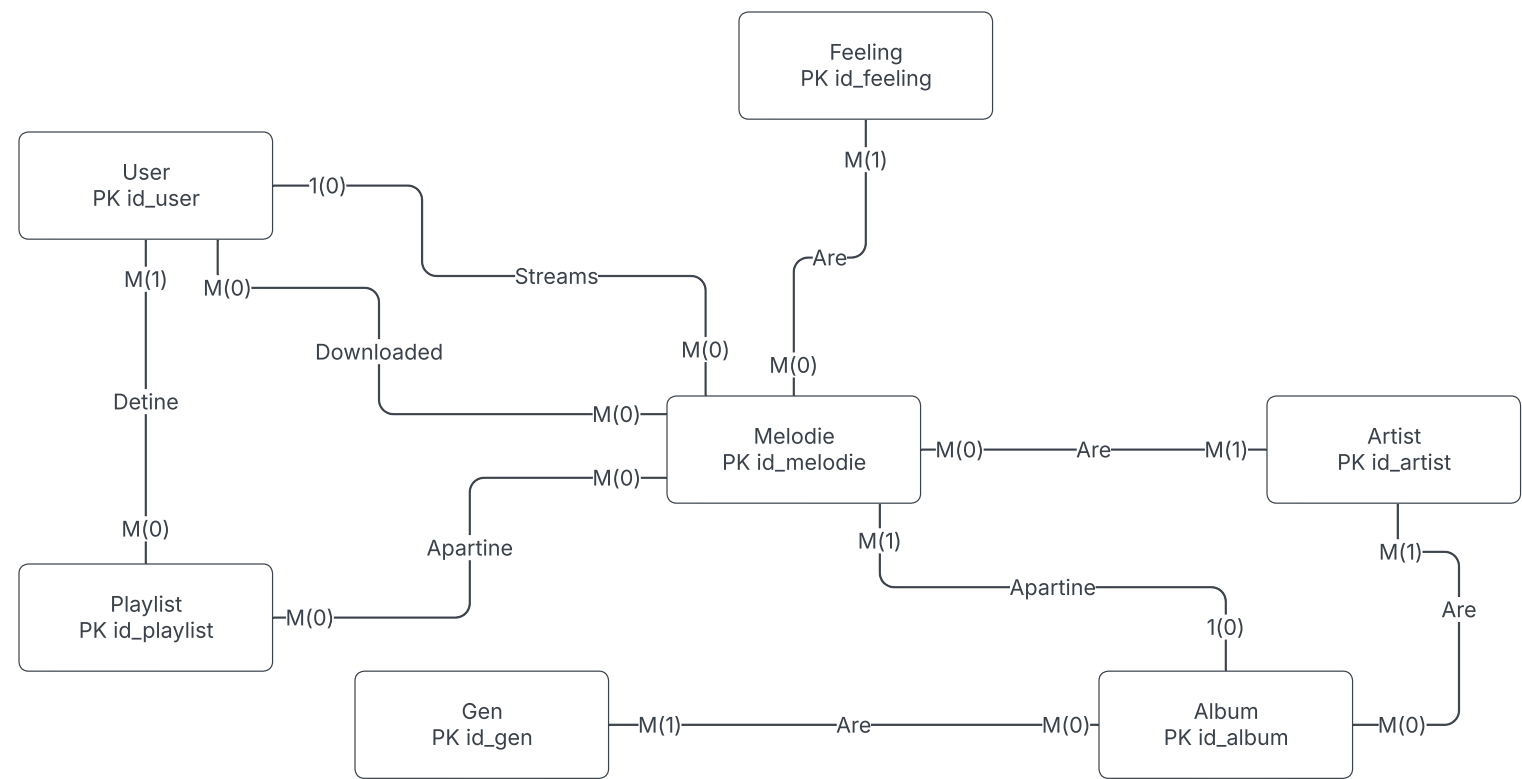 Feeling
PK id_feeling
User
PK id_user
1(0)
M(1)
Streams
Are
M(1)
M(0)
Downloaded
M(0)
M(0)
M(0)
Detine
Melodie
PK id_melodie
M(0)
Are
M(1)
Artist
PK id_artist
M(0)
M(0)
Apartine
M(1)
M(1)
Apartine
Are
Playlist
PK id_playlist
M(0)
1(0)
Gen
PK id_gen
M(1)
Are
M(0)
Album
PK id_album
M(0)